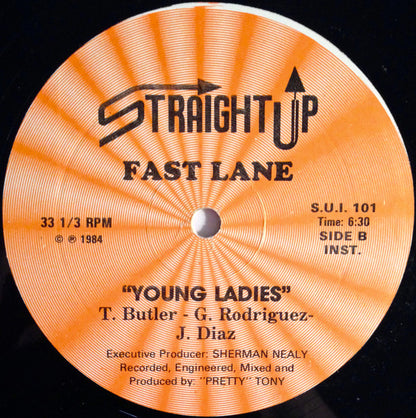 STRAIGHT UP
FAST LANE
33 1/3 RPM
© ℗ 1984
S.U.I. 101
Time: 6:30
SIDE B
INST.
"YOUNG LADIES"
T. Butler - G. Rodriguez-
J. Diaz
Executive Producer: SHERMAN NEALY
Recorded, Engineered, Mixed and
Produced by: "PRETTY" TONY